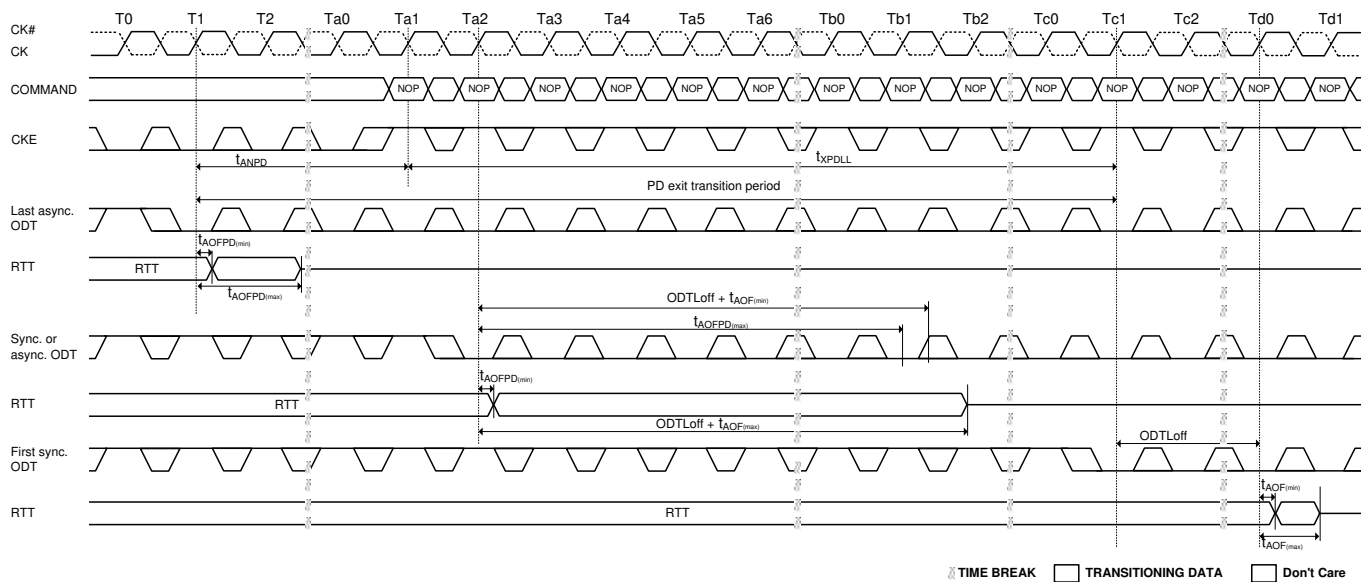 T0 T1 T2 Ta0 Ta1 Ta2 Ta3 Ta4 Ta5 Ta6 Tb0 Tb1 Tb2 Tc0 Tc1 Tc2 Td0 Td1
CK#
CK
COMMAND NOP NOP NOP NOP NOP NOP NOP NOP NOP NOP NOP NOP NOP NOP
CKE
tANPD tXPDLL
PD exit transition period
Last async.
ODT
tAOFPD(min)
RTT RTT
tAOFPD(max)
ODTLoff + tAOF(min)
tAOFPD(max)
Sync. or
async. ODT
tAOFPD(min)
RTT RTT
ODTLoff + tAOF(max)
ODTLoff
First sync.
ODT
tAOF(min)
RTT RTT
tAOF(max)
TIME BREAK TRANSITIONING DATA Don't Care